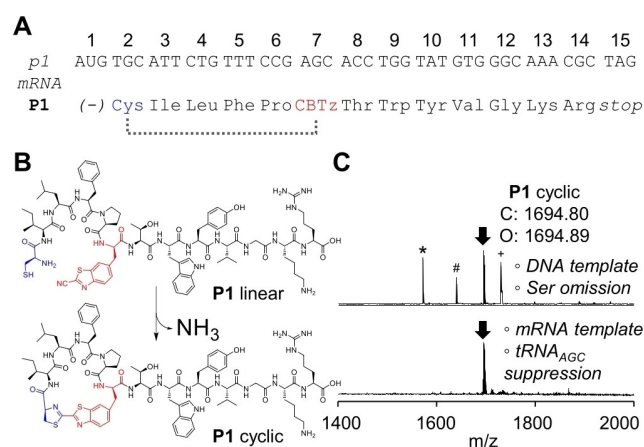 A
1 2 3 4 5 6 7 8 9 10 11 12 13 14 15
p1 AUG TGC ATT CTG TTT CCG AGC ACC TGG TAT GTG GGC AAA CGC TAG
mRNA
P1 (-) Cys Ile Leu Phe Pro CBTz Thr Trp Tyr Val Gly Lys Arg stop
B
P1 linear
NH3
P1 cyclic
C
P1 cyclic
C: 1694.80
O: 1694.89
* # +
◦ DNA template
◦ Ser omission
◦ mRNA template
◦ tRNAAGC
suppression
1400 1600 1800 2000
m/z